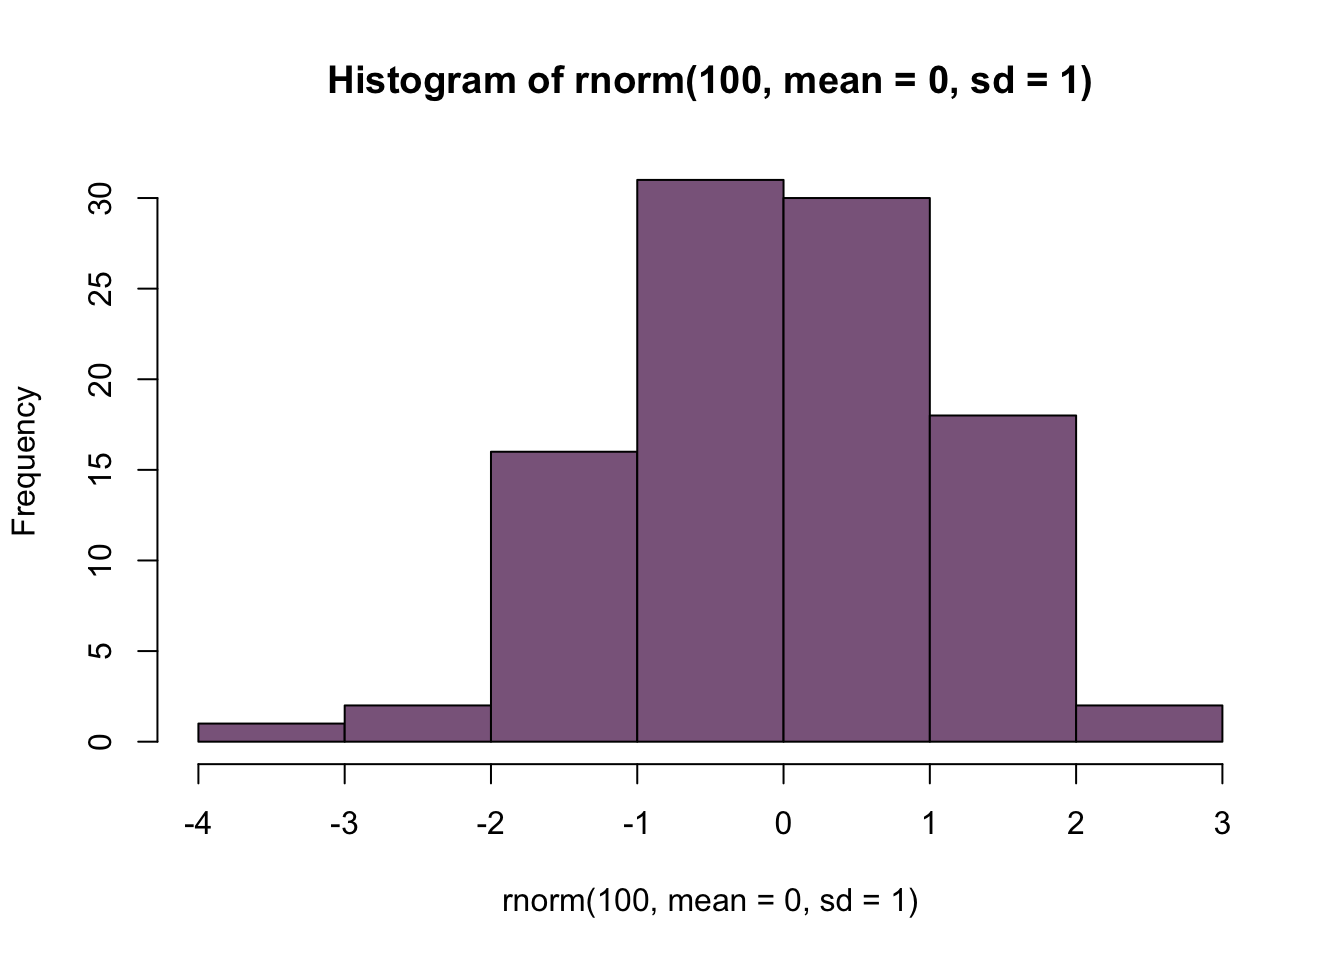 Histogram of rnorm(100, mean = 0, sd = 1)
Frequency
30
25
20
15
10
5
0
-4 -3 -2 -1 0 1 2 3
rnorm(100, mean = 0, sd = 1)